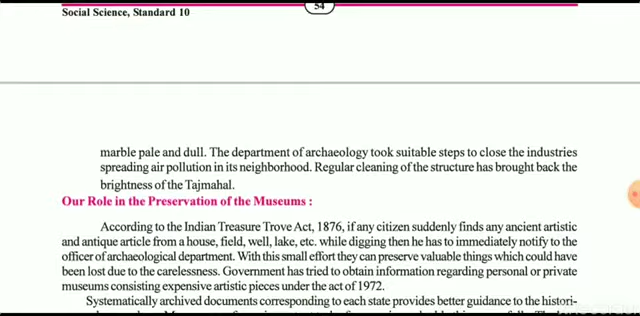 54
Social Science, Standard 10
marble pale and dull. The department of archaeology took suitable steps to close the industries
spreading air pollution in its neighborhood. Regular cleaning of the structure has brought back the
brightness of the Tajmahal.
Our Role in the Preservation of the Museums :
According to the Indian Treasure Trove Act, 1876, if any citizen suddenly finds any ancient artistic
and antique article from a house, field, well, lake, etc. while digging then he has to immediately notify to the
officer of archaeological department. With this small effort they can preserve valuable things which could have
been lost due to the carelessness. Government has tried to obtain information regarding personal or private
museums consisting expensive artistic pieces under the act of 1972.
Systematically archived documents corresponding to each state provides better guidance to the histori-